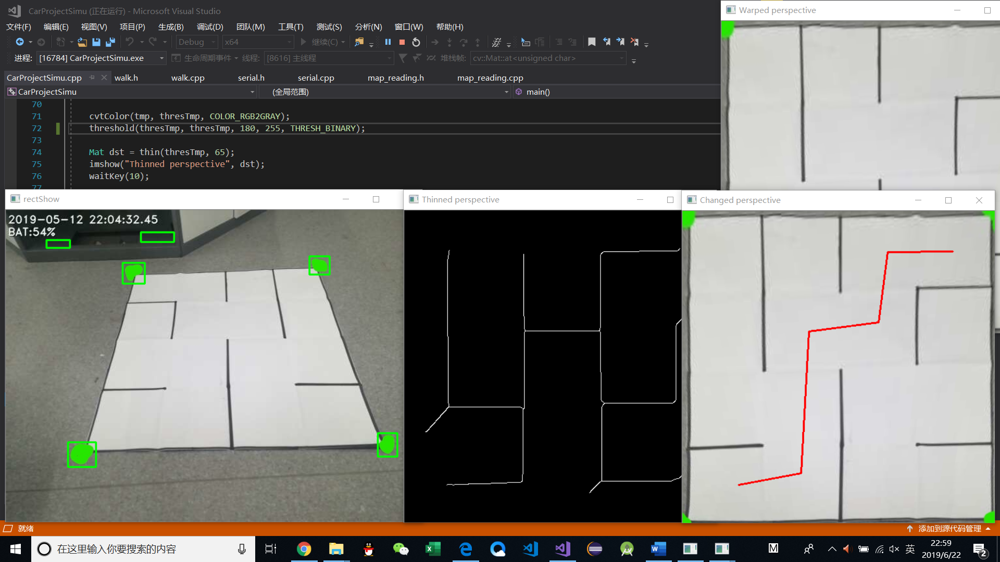 CarProjectSimu (正在运行) - Microsoft Visual Studio
文件(F) 编辑(E) 视图(V) 项目(P) 生成(B) 调试(D) 团队(M) 工具(T) 测试(S) 分析(N) 窗口(W) 帮助(H)
Debug x64 继续(C)
进程: [16784] CarProjectSimu.exe 生命周期事件 线程: [8616] 主线程 堆栈帧: cv::Mat::at<unsigned char>
CarProjectSimu.cpp walk.h walk.cpp serial.h serial.cpp map_reading.h map_reading.cpp
CarProjectSimu (全局范围) main()
70
71 cvtColor(tmp, thresTmp, COLOR_RGB2GRAY);
72 threshold(thresTmp, thresTmp, 180, 255, THRESH_BINARY);
73
74 Mat dst = thin(thresTmp, 65);
75 imshow("Thinned perspective", dst);
76 waitKey(10);
77
Warped perspective
rectShow
2019-05-12 22:04:32.45
BAT:54%
Thinned perspective
Changed perspective
就绪
添加到源代码管理
在这里输入你要搜索的内容
M
英
22:59
2019/6/22
2